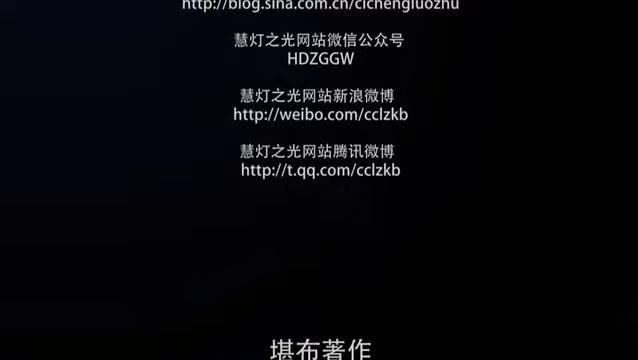 http://blog.sina.com.cn/cichengluozhu
慧灯之光网站微信公众号
HDZGGW
慧灯之光网站新浪微博
http://weibo.com/cclzkb
慧灯之光网站腾讯微博
http://t.qq.com/cclzkb
堪布著作